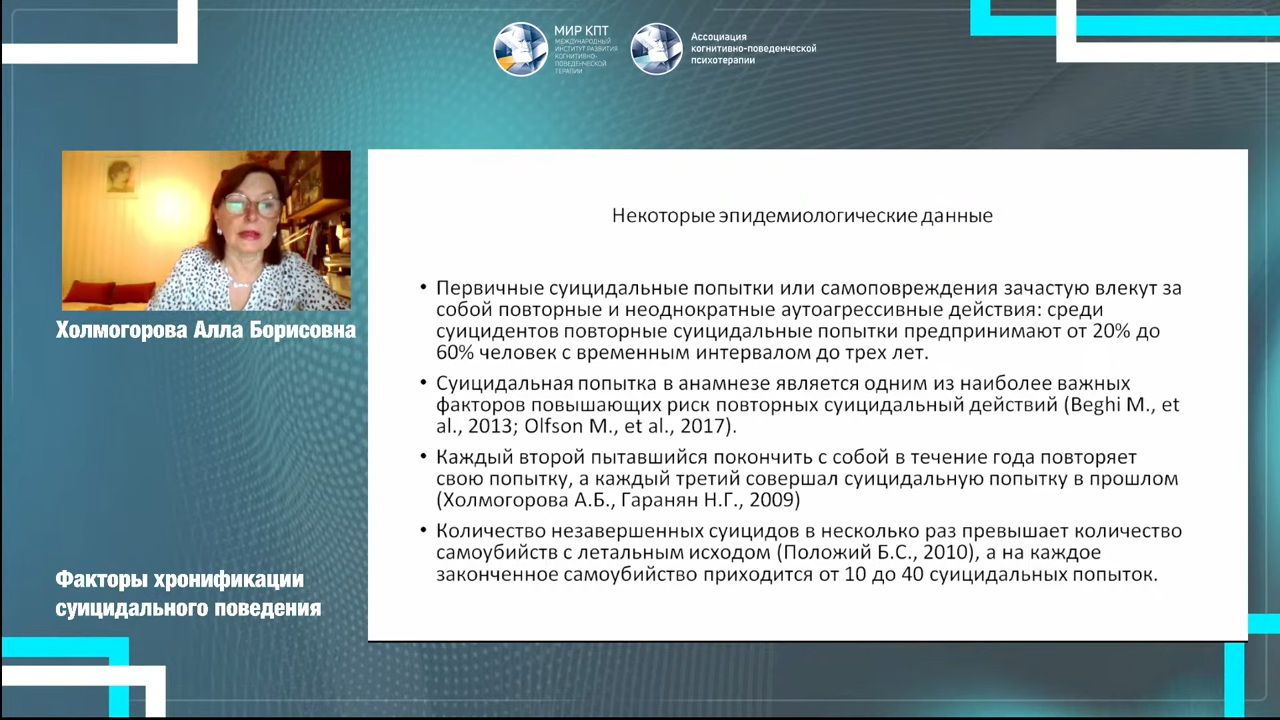 МИР КПТ
МЕЖДУНАРОДНЫЙ
ИНСТИТУТ РАЗВИТИЯ
КОГНИТИВНО-
ПОВЕДЕНЧЕСКОЙ
ТЕРАПИИ
Ассоциация
когнитивно-поведенческой
психотерапии
Холмогорова Алла Борисовна
Факторы хронификации
суицидального поведения
Некоторые эпидемиологические данные
• Первичные суицидальные попытки или самоповреждения зачастую влекут за
собой повторные и неоднократные аутоагрессивные действия: среди
суицидентов повторные суицидальные попытки предпринимают от 20% до
60% человек с временным интервалом до трех лет.
• Суицидальная попытка в анамнезе является одним из наиболее важных
факторов повышающих риск повторных суицидальный действий (Beghi M., et
al., 2013; Olfson M., et al., 2017).
• Каждый второй пытавшийся покончить с собой в течение года повторяет
свою попытку, а каждый третий совершал суицидальную попытку в прошлом
(Холмогорова А.Б., Гаранян Н.Г., 2009)
• Количество незавершенных суицидов в несколько раз превышает количество
самоубийств с летальным исходом (Положий Б.С., 2010), а на каждое
законченное самоубийство приходится от 10 до 40 суицидальных попыток.